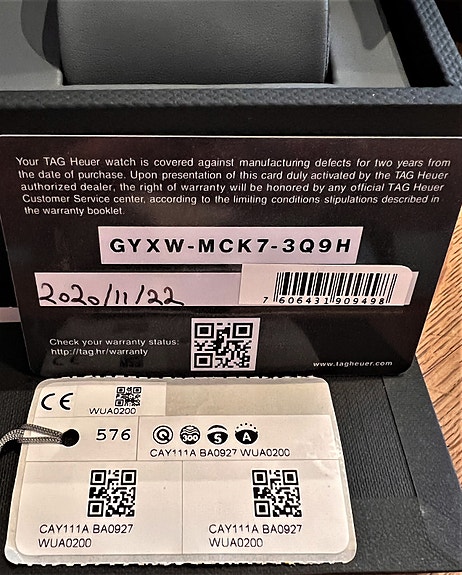 Your TAG Heuer watch is covered against manufacturing defects for two years from
the date of purchase. Upon presentation of this card duly activated by the TAG Heuer
authorized dealer, the right of warranty will be honored by any official TAG Heuer
Customer Service center, according to the limiting conditions stipulations described in
the warranty booklet.
GYXW-MCK7-3Q9H
2020/11/22
7 606431 909498
Check your warranty status:
http://tag.hr/warranty
www.tagheuer.com
CE
WUA0200
576
Q 300 S A
CAY111A BA0927 WUA0200
CAY111A BA0927
WUA0200
CAY111A BA0927
WUA0200